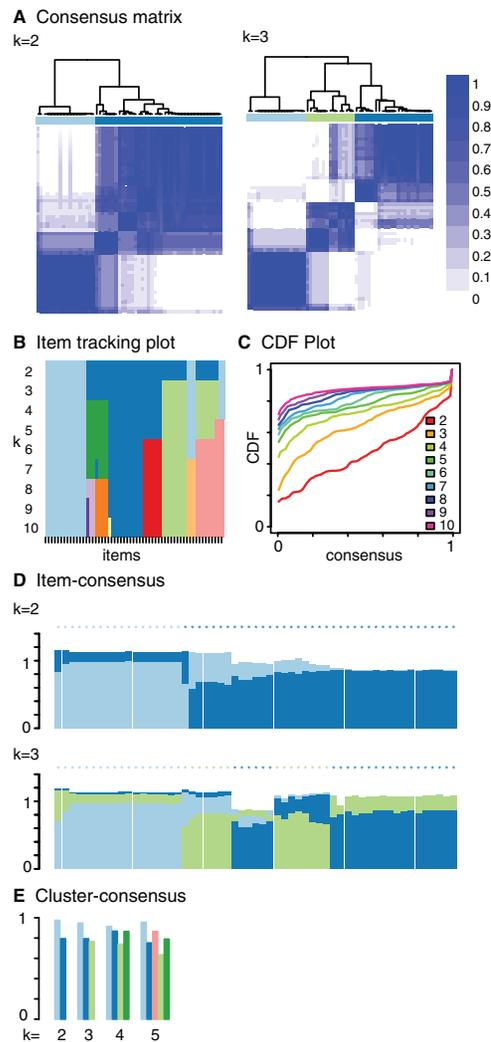 A Consensus matrix
k=2
k=3
1
0.9
0.8
0.7
0.6
0.5
0.4
0.3
0.2
0.1
0
B Item tracking plot
k
2
3
4
5
6
7
8
9
10
items
C CDF Plot
CDF
1
0
2
3
4
5
6
7
8
9
10
0
1
consensus
D Item-consensus
k=2
1
0
k=3
1
0
E Cluster-consensus
1
0
k= 2 3 4 5